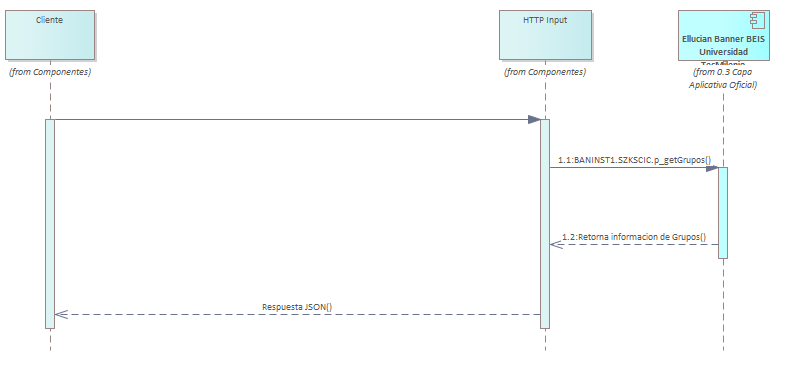 Cliente
(from Componentes)
HTTP Input
(from Componentes)
Ellucian Banner BEIS
Universidad
TecMilenio
(from 0.3 Capa
Aplicativa Oficial)
1.1:BANINST1.SZKSCIC.p_getGrupos()
1.2:Retorna informacion de Grupos()
Respuesta JSON()